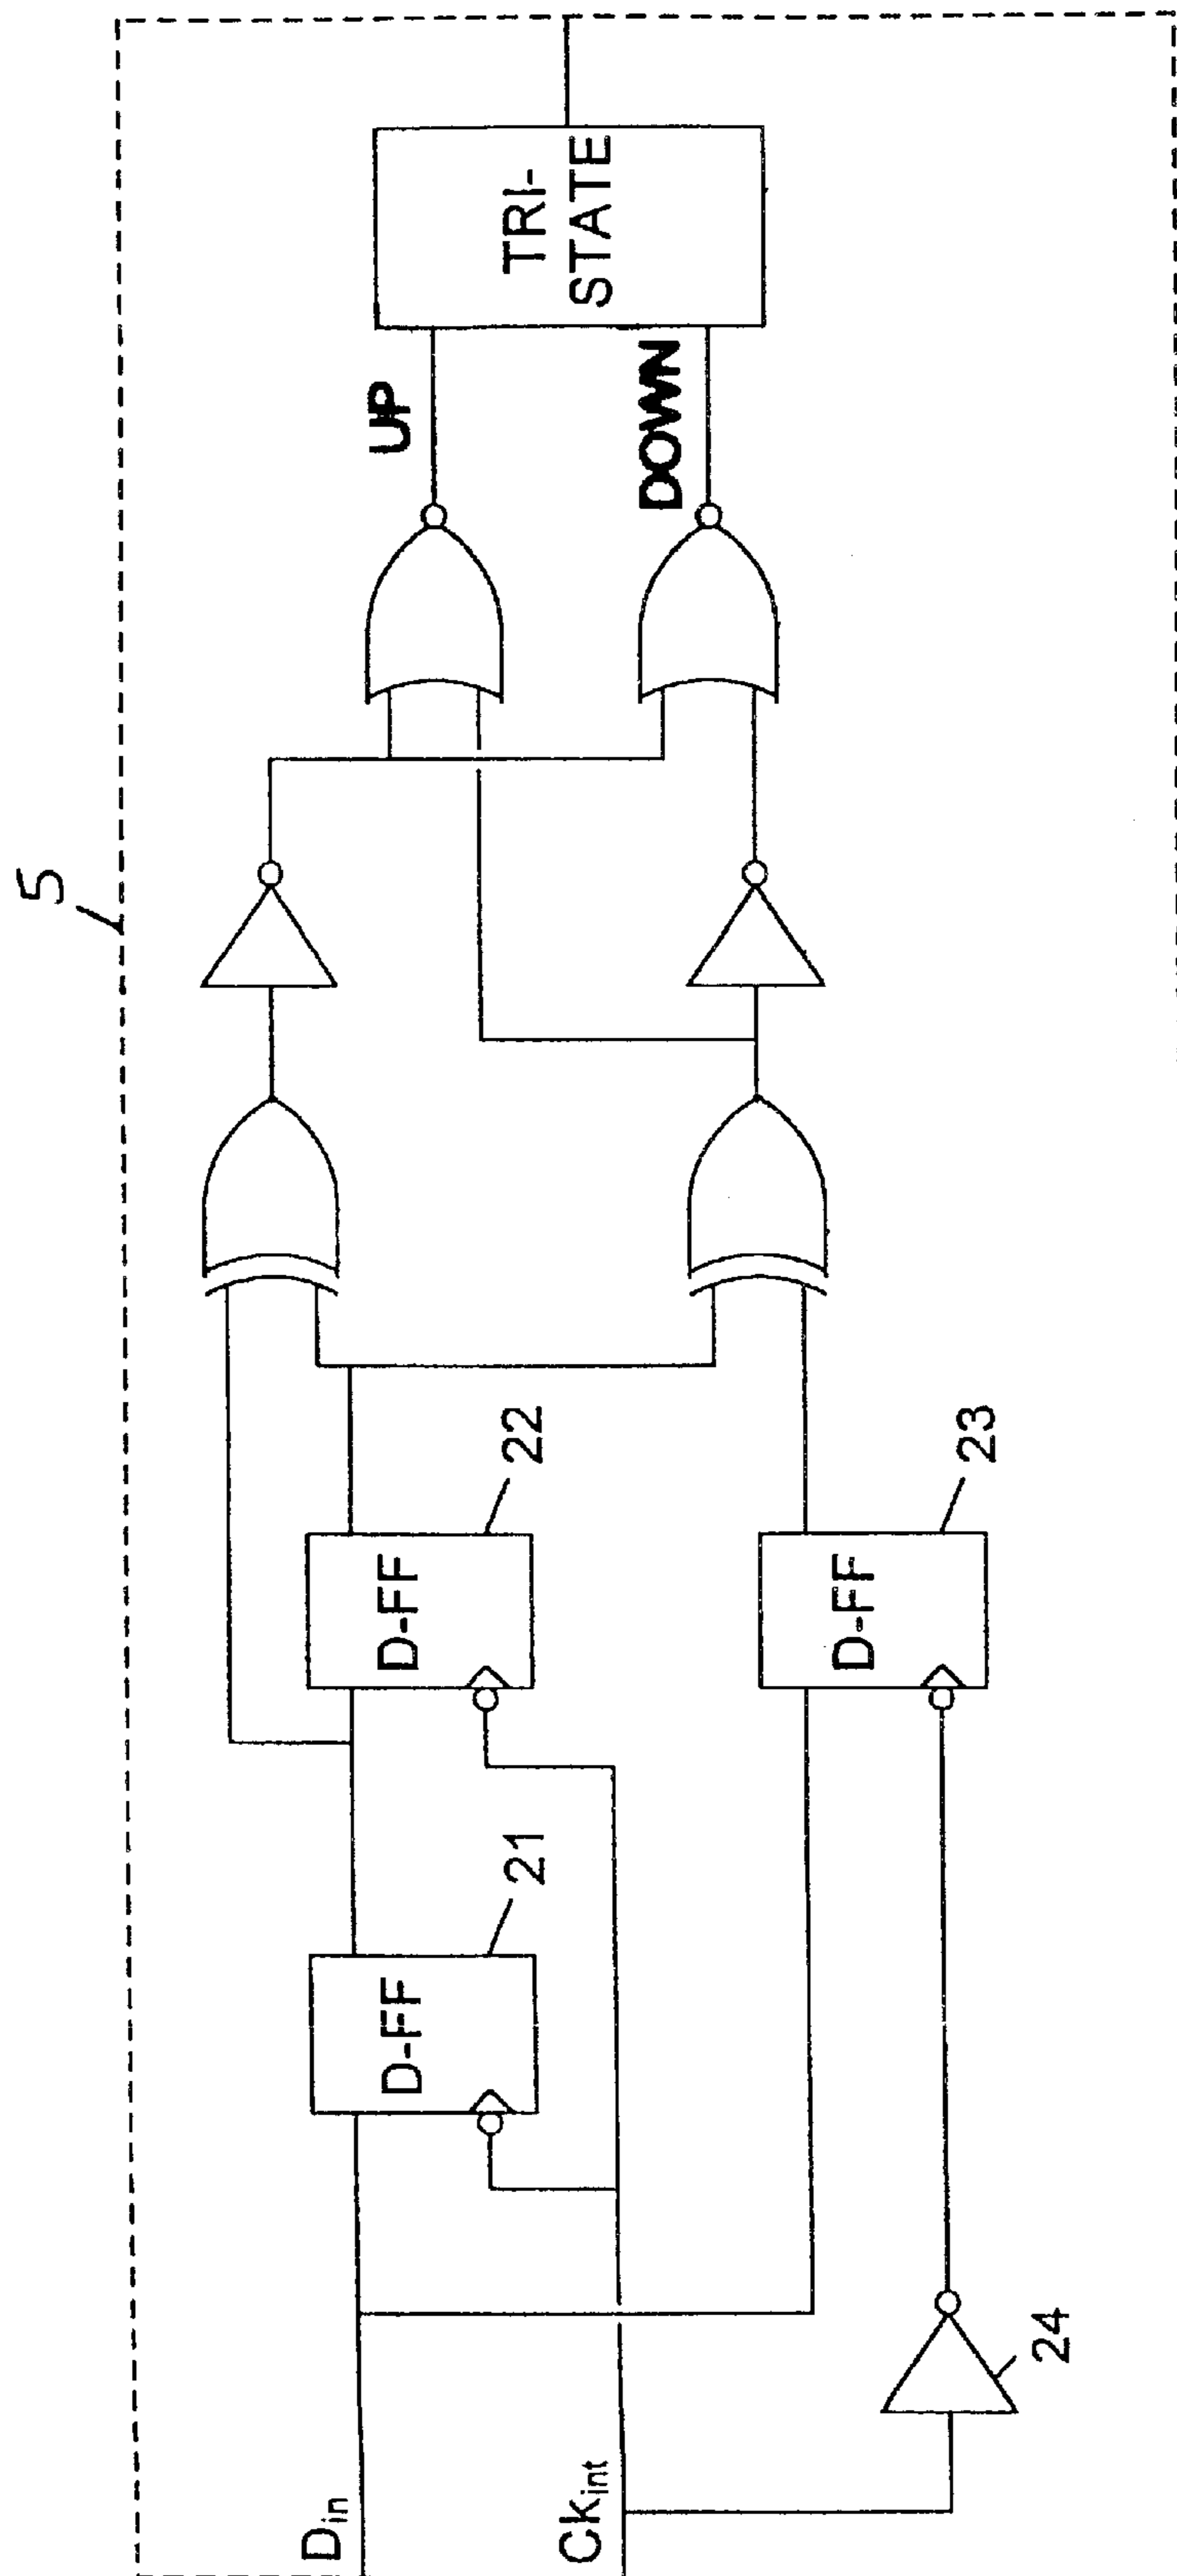 5
D-FF
21
D-FF
22
UP
TRI-
STATE
DOWN
D-FF
23
24
Din
Ckint